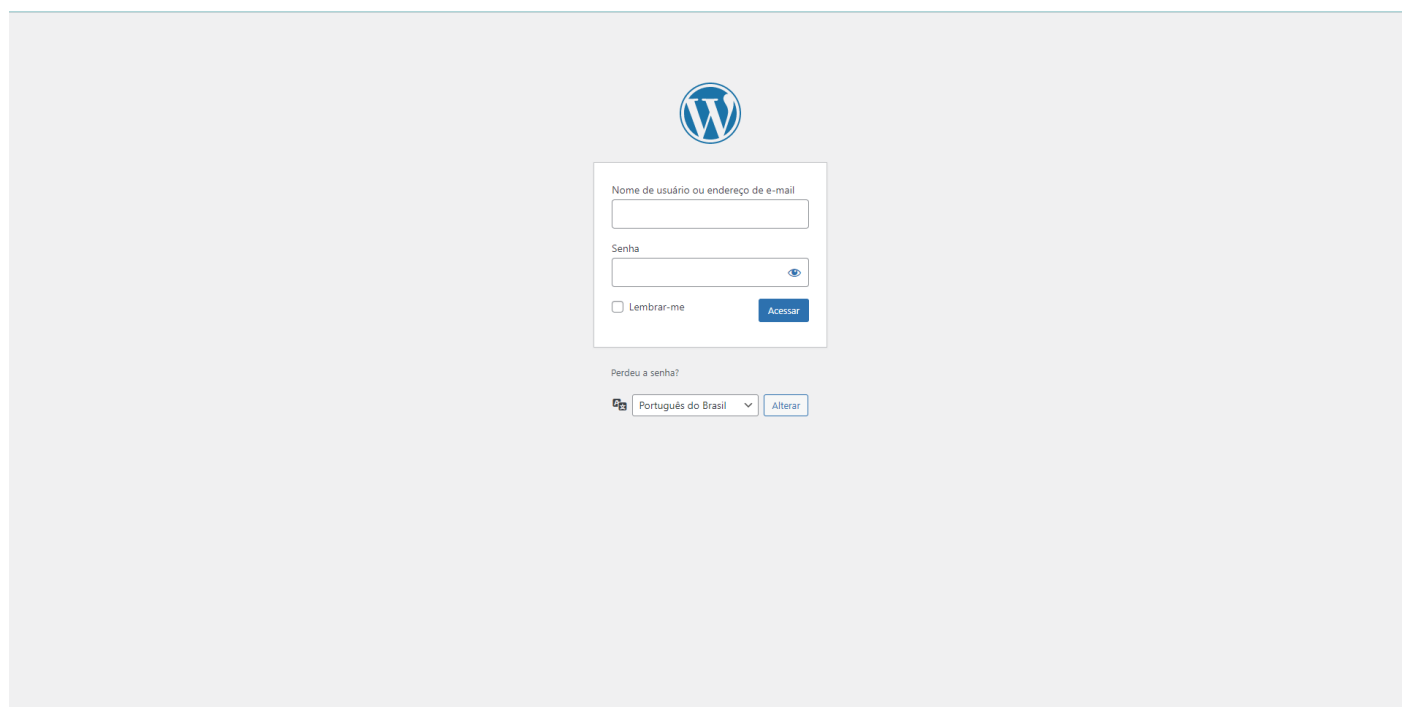 Nome de usuário ou endereço de e-mail
Senha
Lembrar-me
Acessar
Perdeu a senha?
Português do Brasil
Alterar